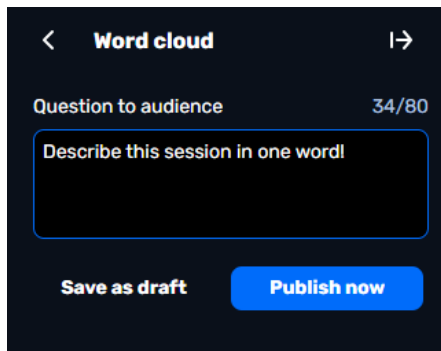 Word cloud
Question to audience 34/80
Describe this session in one word!
Save as draft Publish now